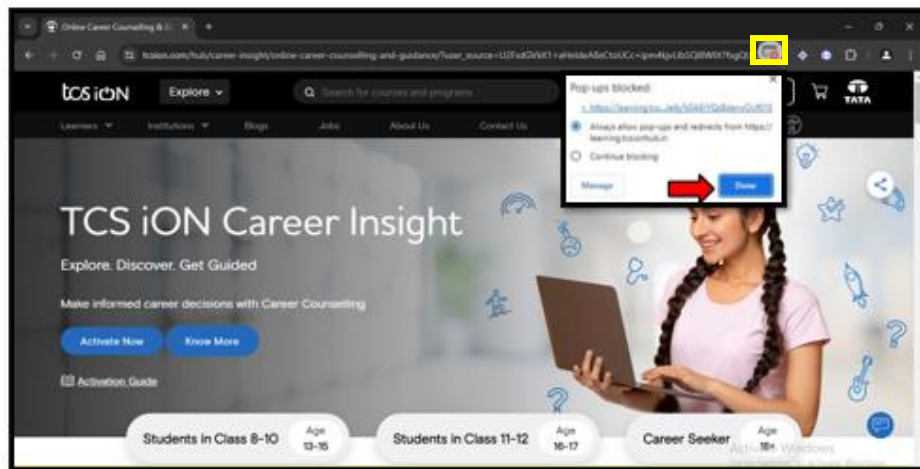 Online Career Counselling &
tcsion.com/hub/career-insight/online-career-counselling-and-guidance/?user_source=
tcs iON
Explore
Search for courses and programs
TATA
Learners
Institutions
Blogs
Jobs
About Us
Contact Us
Pop-ups blocked:
Always allow pop-ups and redirects from https://
learning.tcsionhub.in
Continue blocking
Manage
Done
TCS iON Career Insight
Explore. Discover. Get Guided
Make informed career decisions with Career Counselling
Activate Now
Know More
Activation Guide
Students in Class 8-10
Age
13-15
Students in Class 11-12
Age
16-17
Career Seeker
Age
18+
Activate Windows